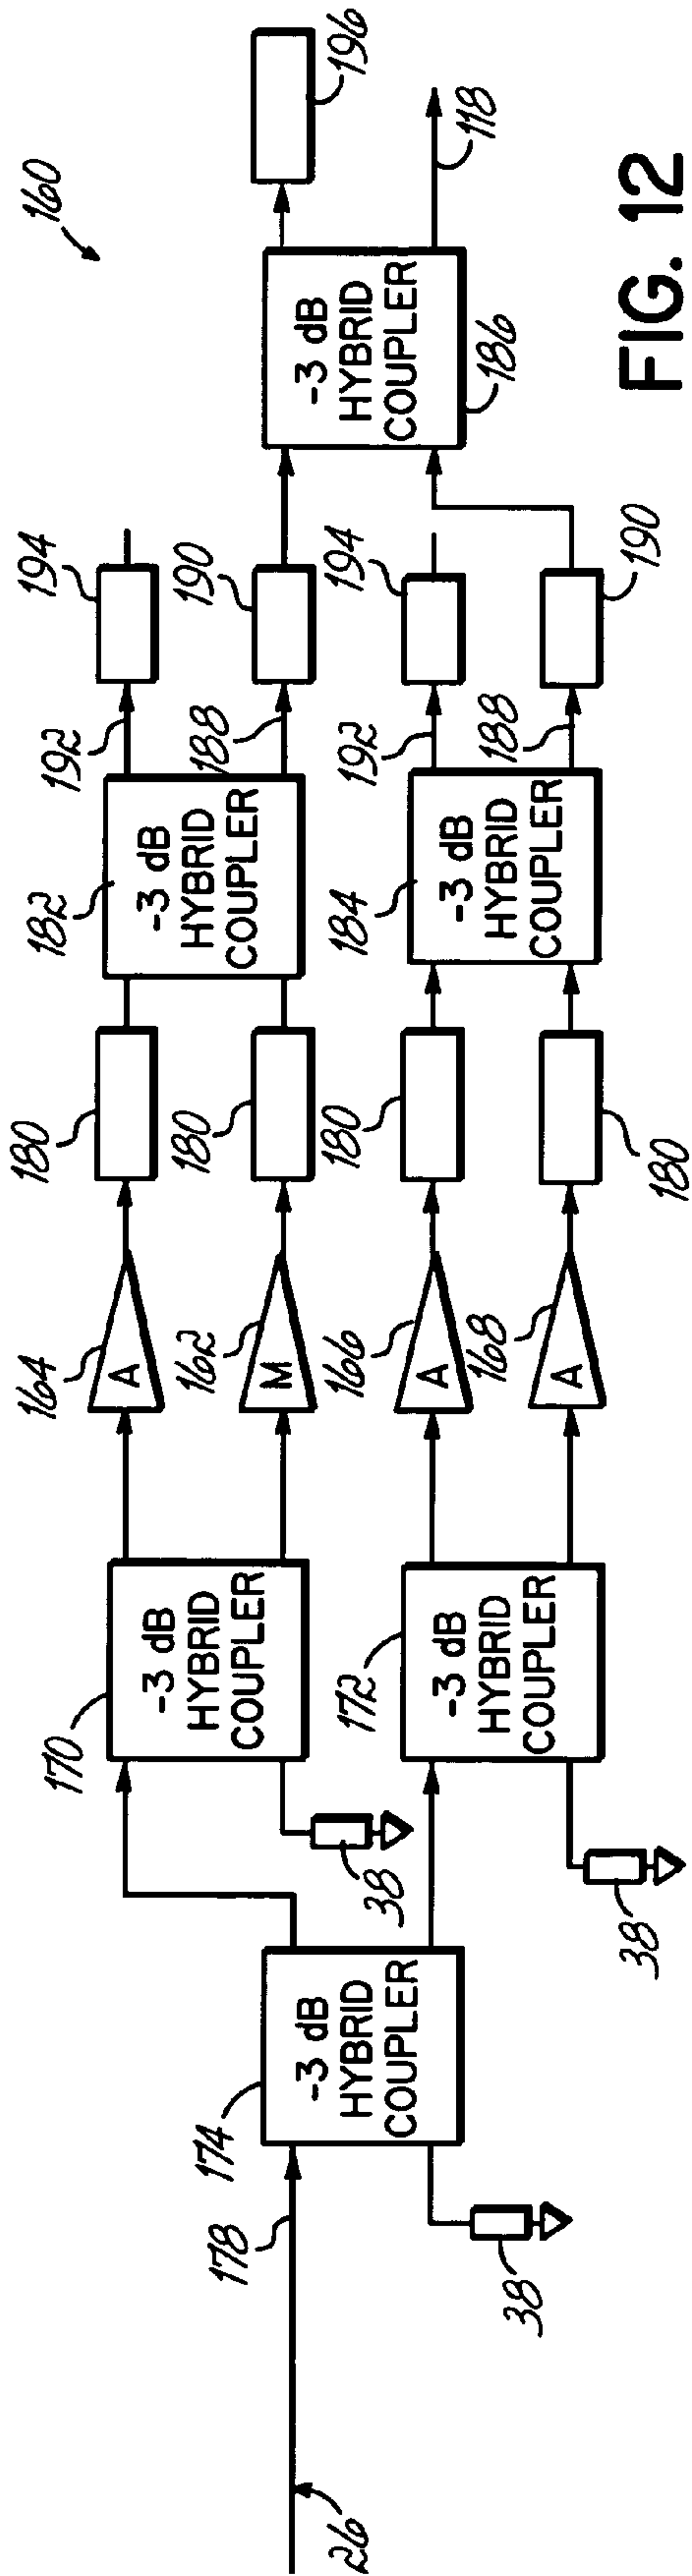 160
196
118
-3 dB
HYBRID
COUPLER
186
194
190
194
190
192
188
192
188
182
-3 dB
HYBRID
COUPLER
184
-3 dB
HYBRID
COUPLER
180
180
180
180
164
A
162
M
166
A
168
A
170
-3 dB
HYBRID
COUPLER
172
-3 dB
HYBRID
COUPLER
38
38
174
-3 dB
HYBRID
COUPLER
178
38
26
FIG. 12